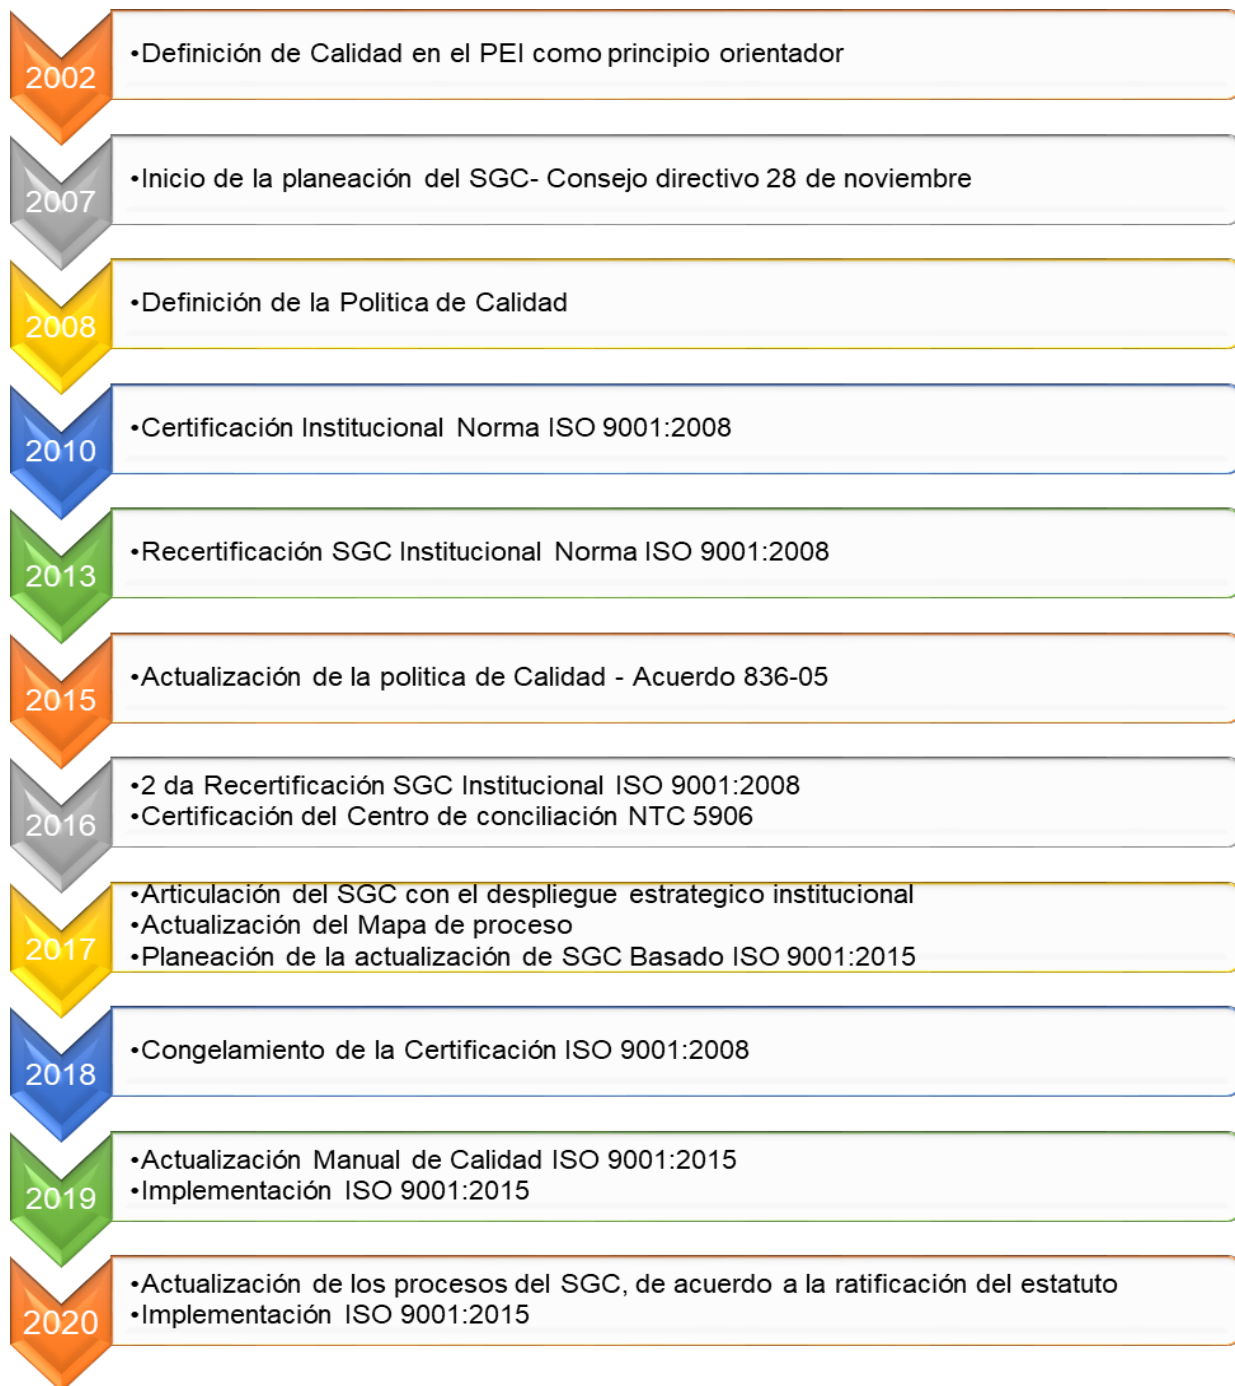 2002
•Definición de Calidad en el PEI como principio orientador
2007
•Inicio de la planeación del SGC- Consejo directivo 28 de noviembre
2008
•Definición de la Politica de Calidad
2010
•Certificación Institucional Norma ISO 9001:2008
2013
•Recertificación SGC Institucional Norma ISO 9001:2008
2015
•Actualización de la politica de Calidad - Acuerdo 836-05
2016
•2 da Recertificación SGC Institucional ISO 9001:2008
•Certificación del Centro de conciliación NTC 5906
2017
•Articulación del SGC con el despliegue estrategico institucional
•Actualización del Mapa de proceso
•Planeación de la actualización de SGC Basado ISO 9001:2015
2018
•Congelamiento de la Certificación ISO 9001:2008
2019
•Actualización Manual de Calidad ISO 9001:2015
•Implementación ISO 9001:2015
2020
•Actualización de los procesos del SGC, de acuerdo a la ratificación del estatuto
•Implementación ISO 9001:2015